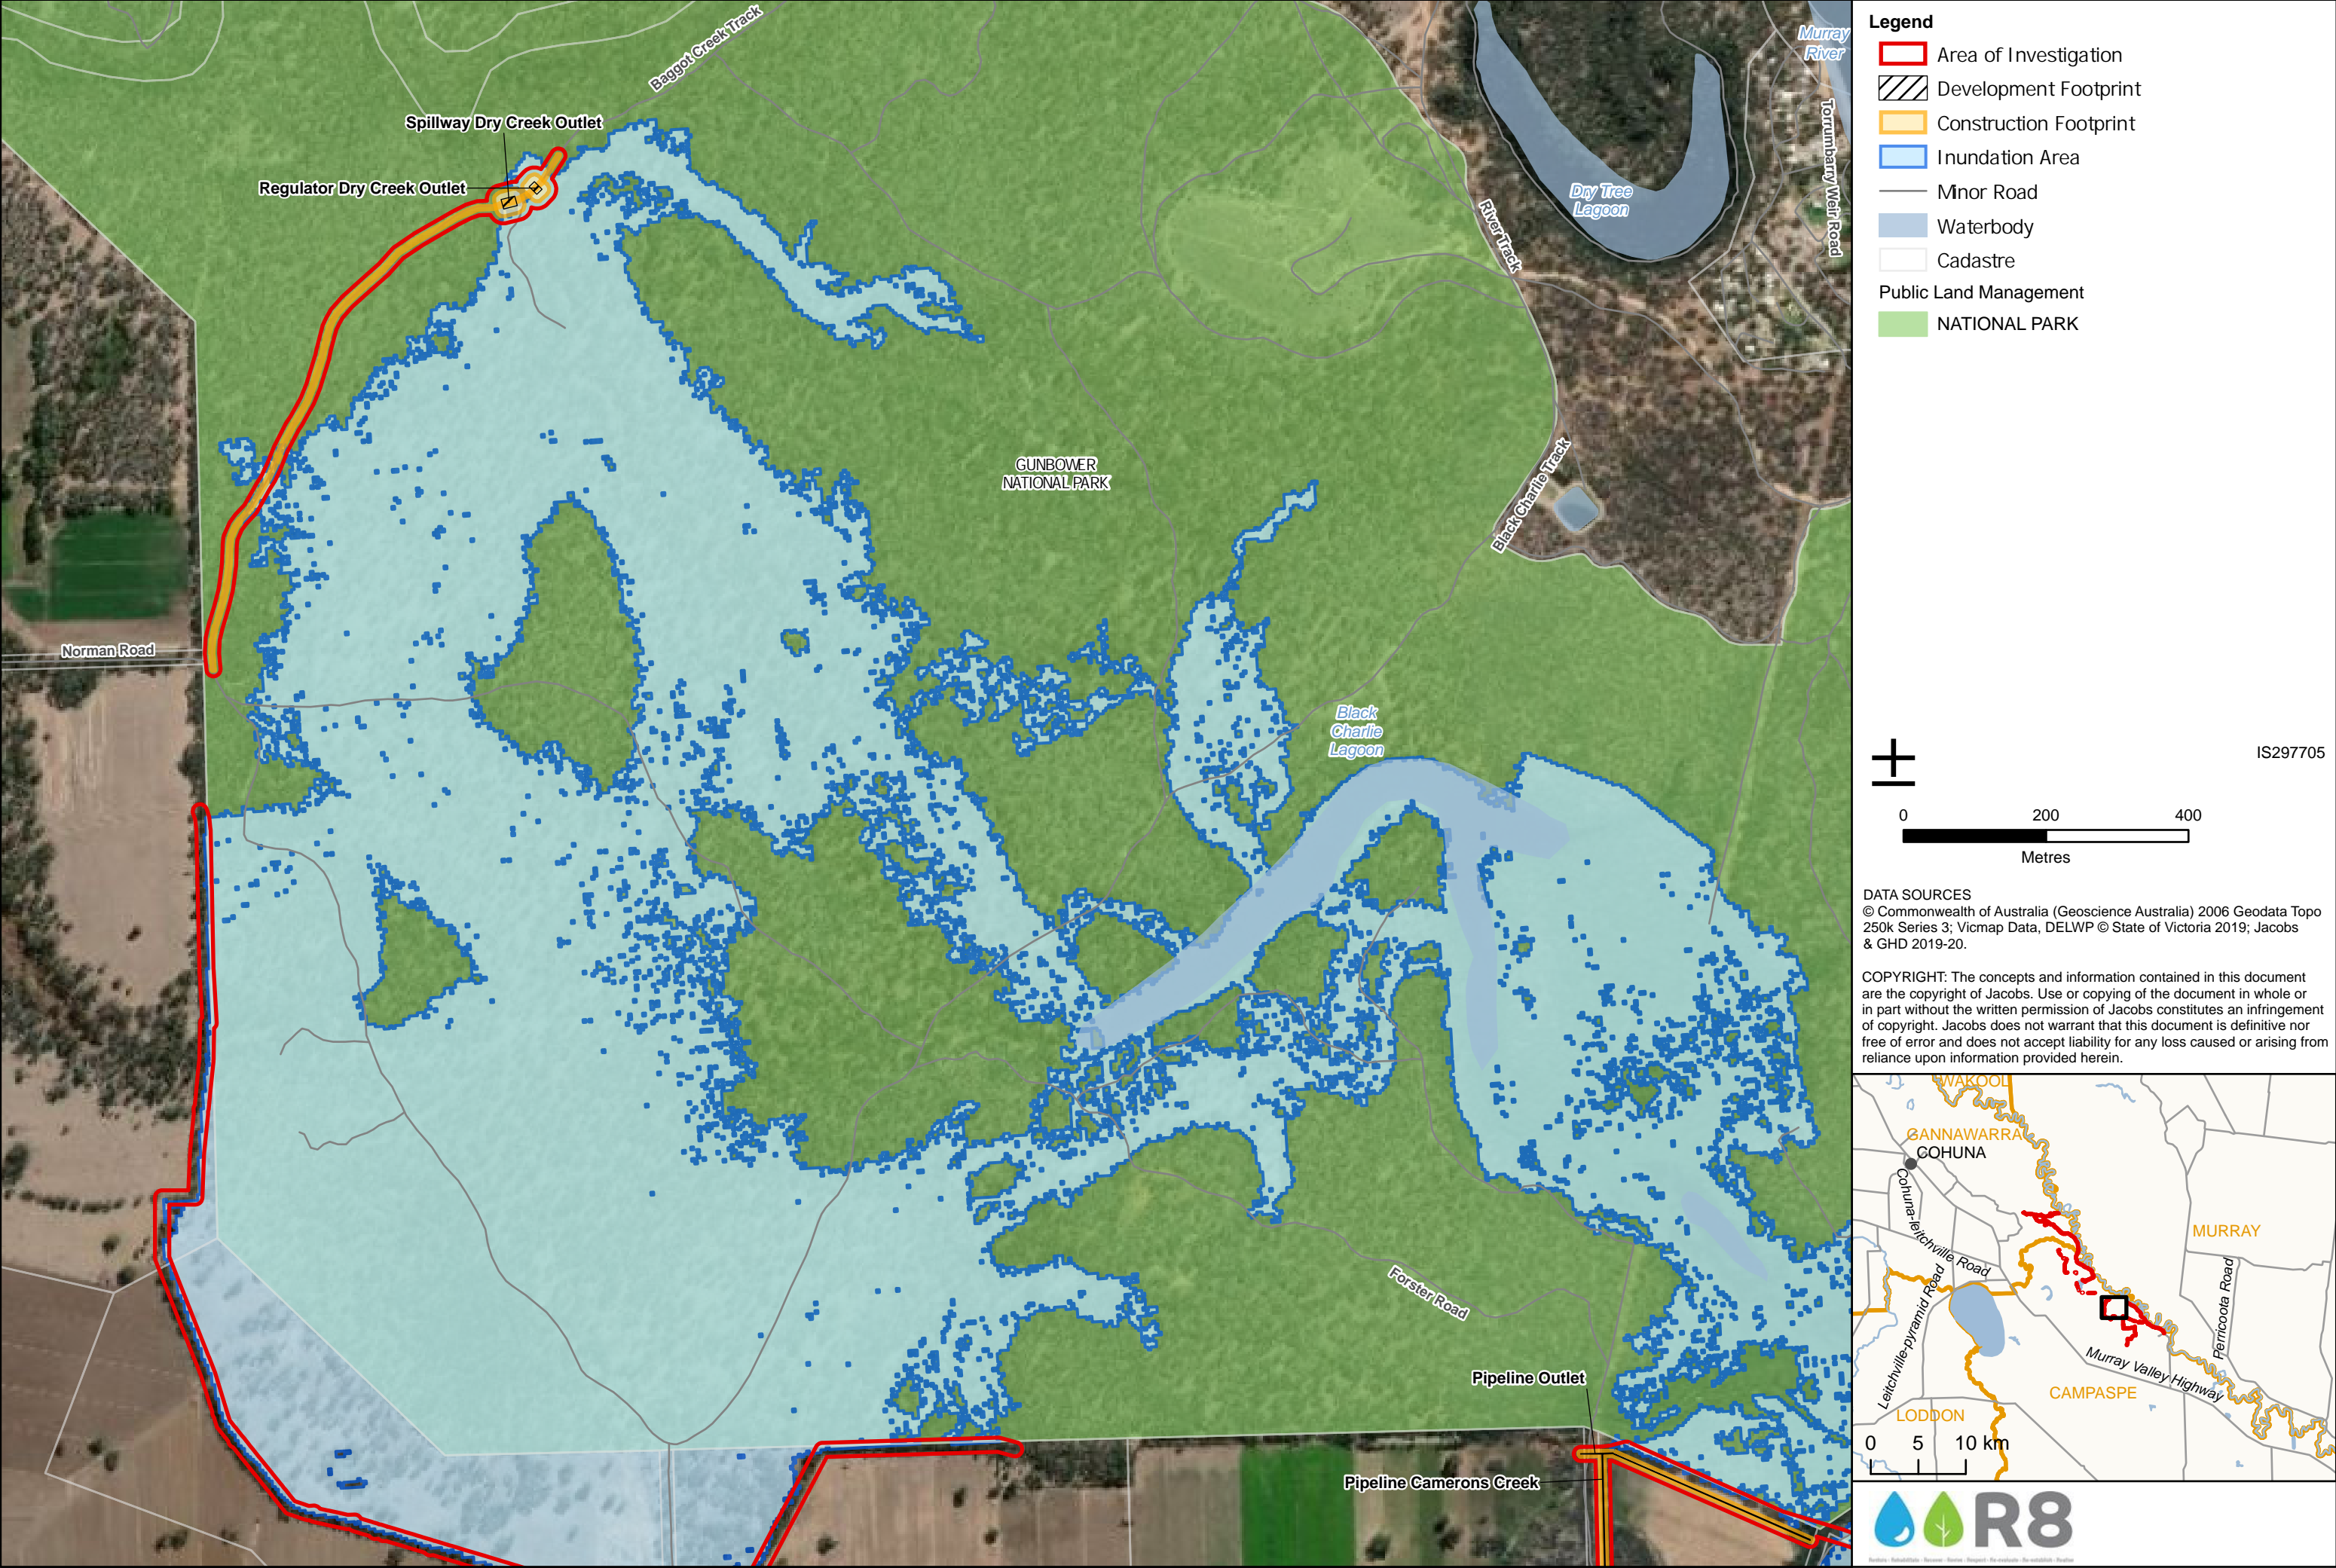 Baggot Creek Track
Spillway Dry Creek Outlet
Regulator Dry Creek Outlet
Murray
River
Torrumbarry Weir Road
Dry Tree
Lagoon
River Track
GUNBOWER
NATIONAL PARK
Black Charlie Track
Norman Road
Black
Charlie
Lagoon
Forster Road
Pipeline Outlet
Pipeline Camerons Creek
Legend
Area of Investigation
Development Footprint
Construction Footprint
Inundation Area
Minor Road
Waterbody
Cadastre
Public Land Management
NATIONAL PARK
IS297705
0 200 400
Metres
DATA SOURCES
© Commonwealth of Australia (Geoscience Australia) 2006 Geodata Topo
250k Series 3; Vicmap Data, DELWP © State of Victoria 2019; Jacobs
& GHD 2019-20.
COPYRIGHT: The concepts and information contained in this document
are the copyright of Jacobs. Use or copying of the document in whole or
in part without the written permission of Jacobs constitutes an infringement
of copyright. Jacobs does not warrant that this document is definitive nor
free of error and does not accept liability for any loss caused or arising from
reliance upon information provided herein.
WAKOOL
GANNAWARRA
COHUNA
Cohuna-leitchville Road
MURRAY
Leitchville-pyramid Road
Perricoota Road
Murray Valley Highway
CAMPASPE
LODDON
0 5 10 km
R8